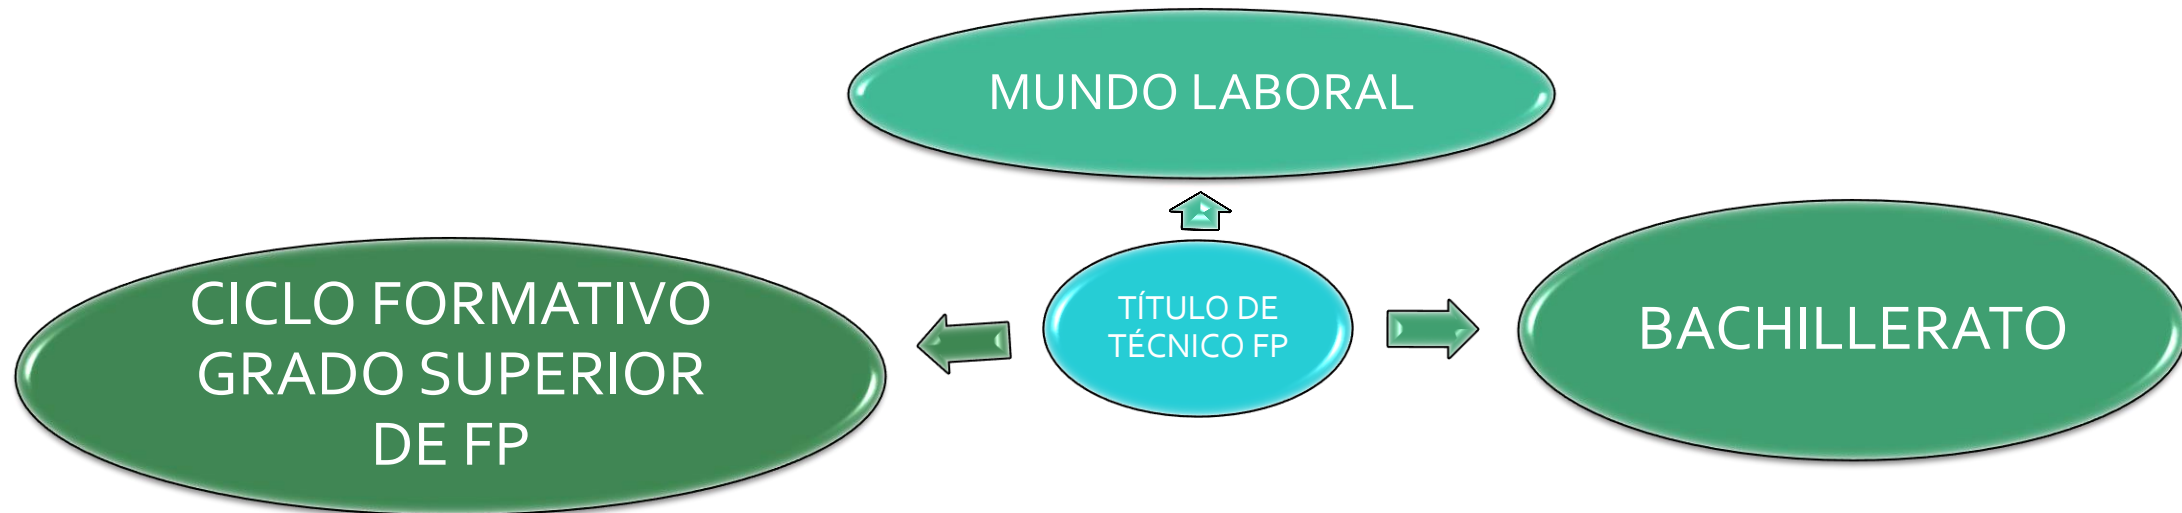 MUNDO LABORAL
CICLO FORMATIVO
GRADO SUPERIOR
DE FP
TÍTULO DE
TÉCNICO FP
BACHILLERATO